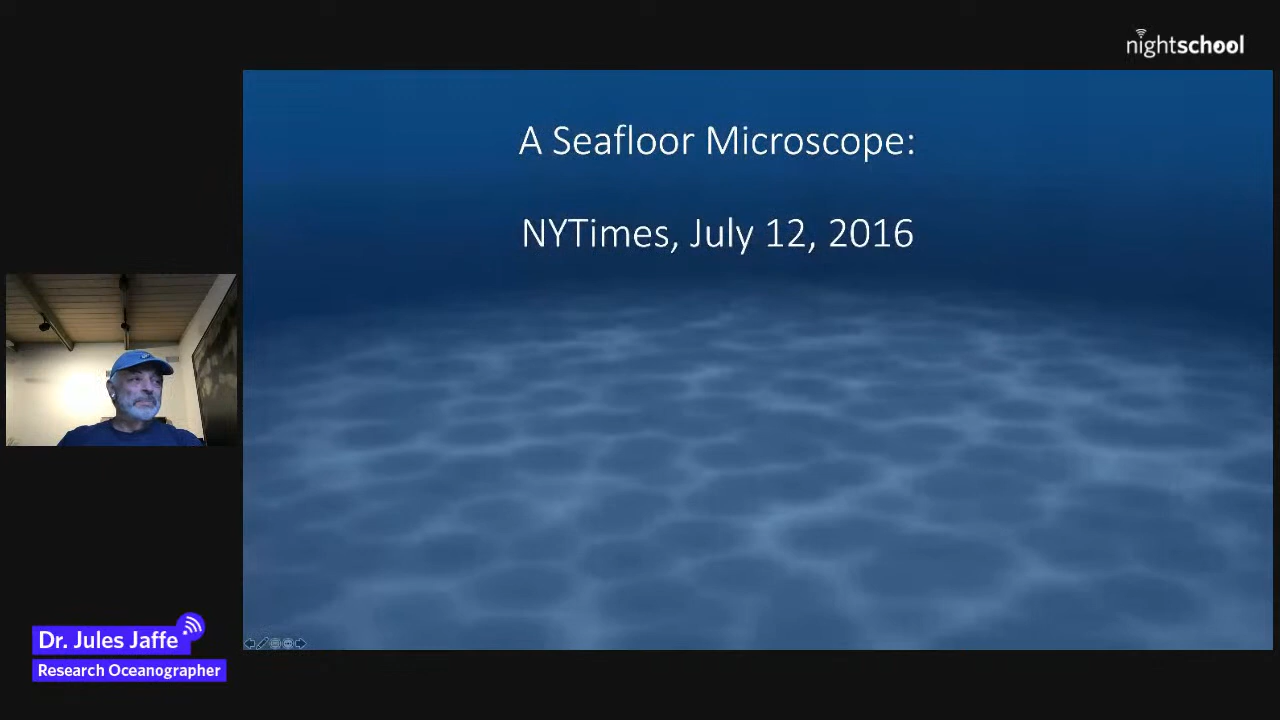 nightschool
A Seafloor Microscope:
NYTimes, July 12, 2016
Dr. Jules Jaffe
Research Oceanographer